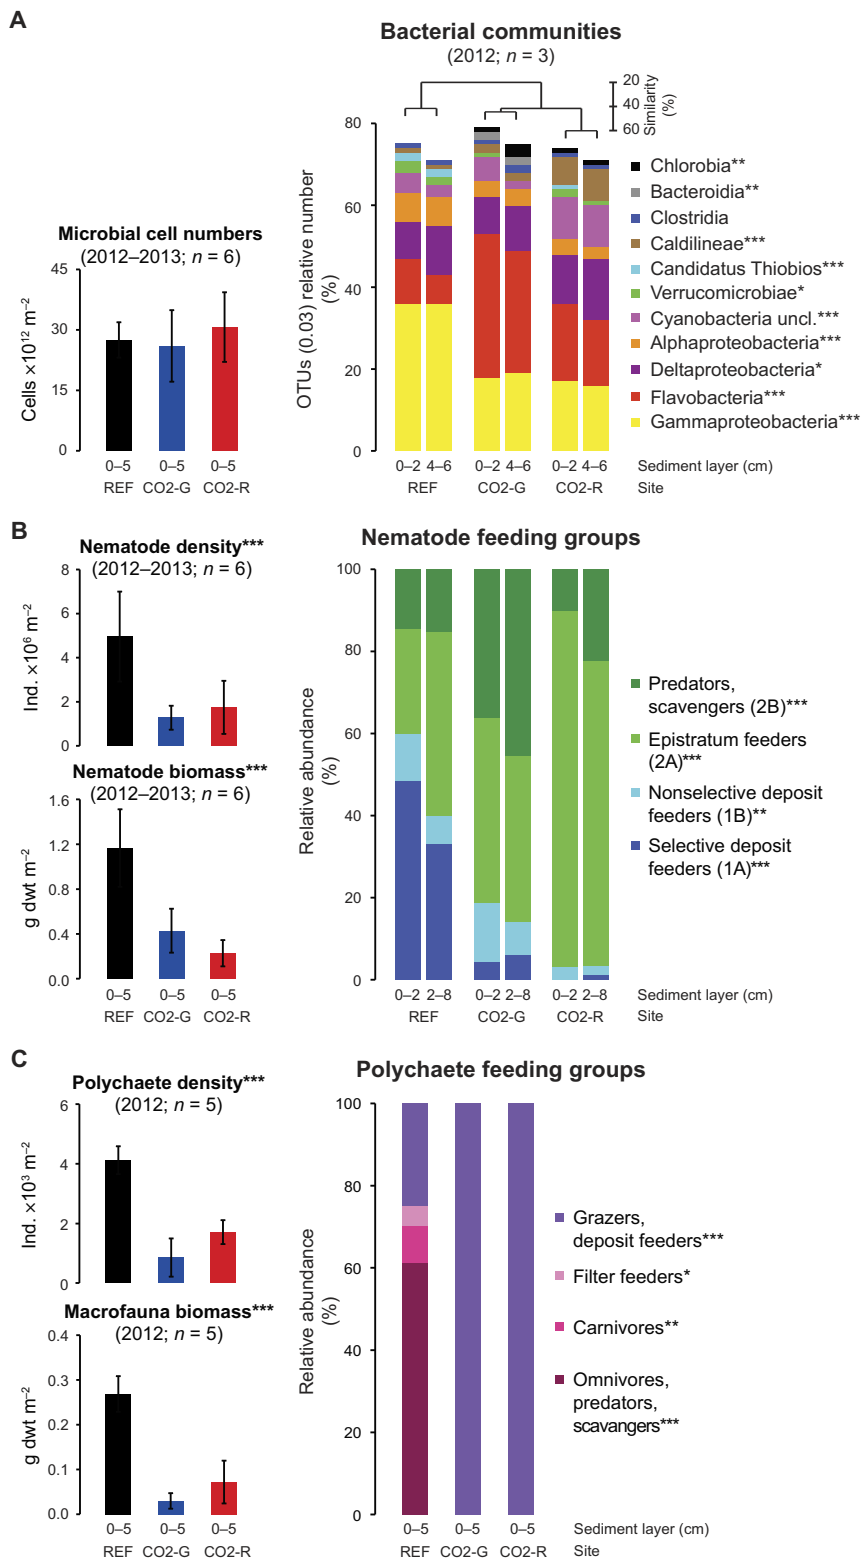 A
Bacterial communities
(2012; n = 3)
20
40
60
Similarity
(%)
Microbial cell numbers
(2012–2013; n = 6)
Cells ×10¹² m⁻²
45
30
15
0
0–5 0–5 0–5
REF CO2-G CO2-R
OTUs (0.03) relative number
(%)
80
60
40
20
0
0–2 4–6 0–2 4–6 0–2 4–6 Sediment layer (cm)
REF CO2-G CO2-R Site
Chlorobia**
Bacteroidia**
Clostridia
Caldilineae***
Candidatus Thiobios***
Verrucomicrobiae*
Cyanobacteria uncl.***
Alphaproteobacteria***
Deltaproteobacteria*
Flavobacteria***
Gammaproteobacteria***
B
Nematode density***
(2012–2013; n = 6)
Ind. ×10⁶ m⁻²
8
6
4
2
0
Nematode biomass***
(2012–2013; n = 6)
g dwt m⁻²
1.6
1.2
0.8
0.4
0.0
0–5 0–5 0–5
REF CO2-G CO2-R
Nematode feeding groups
Relative abundance
(%)
100
80
60
40
20
0
0–2 2–8 0–2 2–8 0–2 2–8 Sediment layer (cm)
REF CO2-G CO2-R Site
Predators,
scavengers (2B)***
Epistratum feeders
(2A)***
Nonselective deposit
feeders (1B)**
Selective deposit
feeders (1A)***
C
Polychaete density***
(2012; n = 5)
Ind. ×10³ m⁻²
6
4
2
0
Macrofauna biomass***
(2012; n = 5)
g dwt m⁻²
0.4
0.3
0.2
0.1
0.0
0–5 0–5 0–5
REF CO2-G CO2-R
Polychaete feeding groups
Relative abundance
(%)
100
80
60
40
20
0
0–5 0–5 0–5 Sediment layer (cm)
REF CO2-G CO2-R Site
Grazers,
deposit feeders***
Filter feeders*
Carnivores**
Omnivores,
predators,
scavangers***